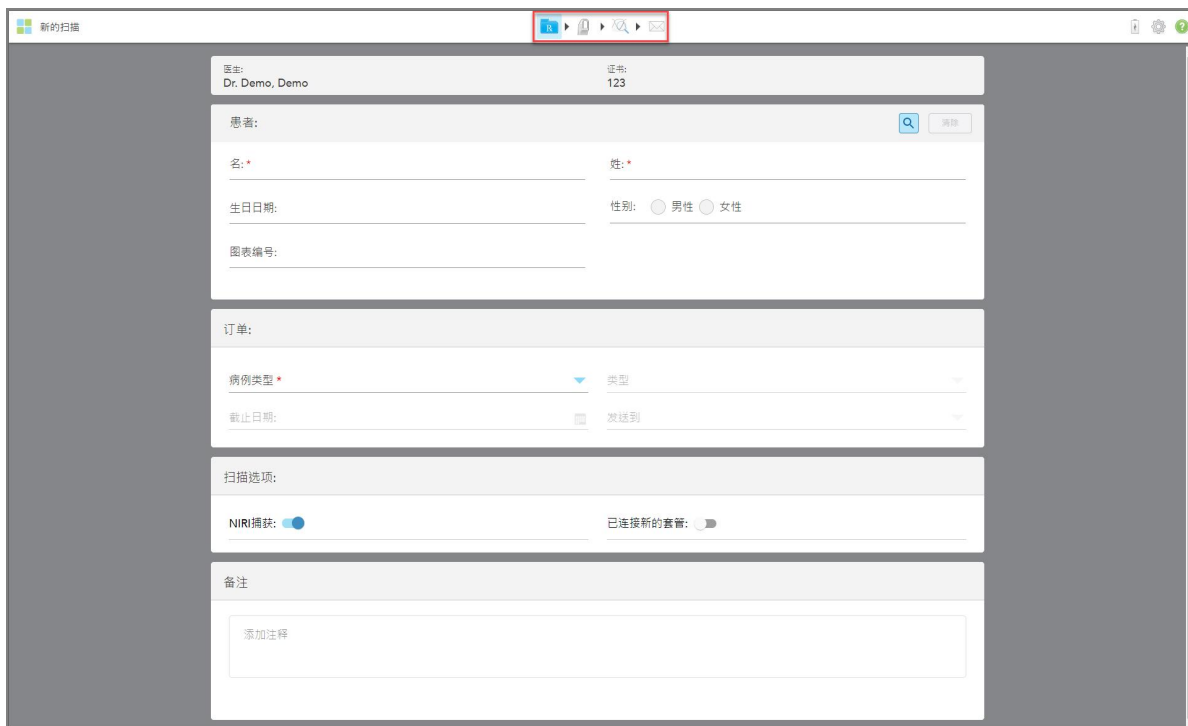 新的扫描
R
?
医生:
证书:
Dr. Demo, Demo
123
患者:
清除
名: *
姓: *
生日日期:
性别: 男性 女性
图表编号:
订单:
病例类型 *
类型
截止日期:
发送到
扫描选项:
NIRI捕获:
已连接新的套管:
备注
添加注释